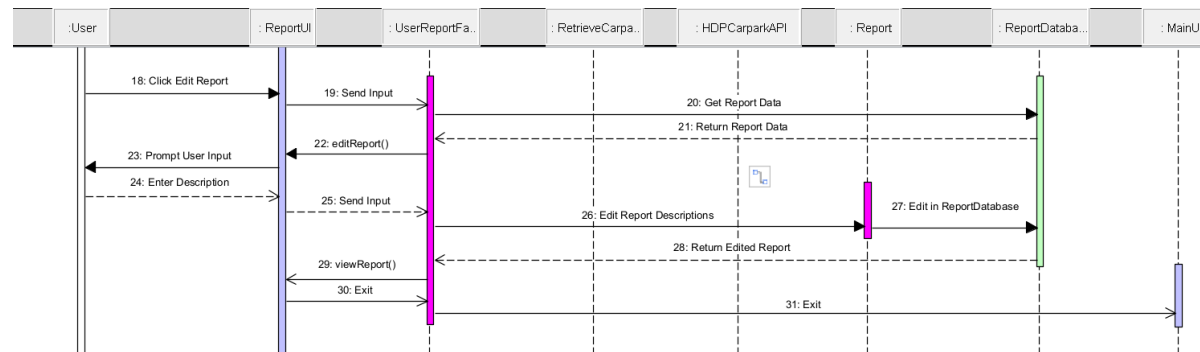 :User
: ReportUI
: UserReportFa..
: RetrieveCarpa..
: HDPCarparkAPI
: Report
: ReportDataba...
: MainU
18: Click Edit Report
19: Send Input
20: Get Report Data
21: Return Report Data
22: editReport()
23: Prompt User Input
24: Enter Description
25: Send Input
26: Edit Report Descriptions
27: Edit in ReportDatabase
28: Return Edited Report
29: viewReport()
30: Exit
31: Exit